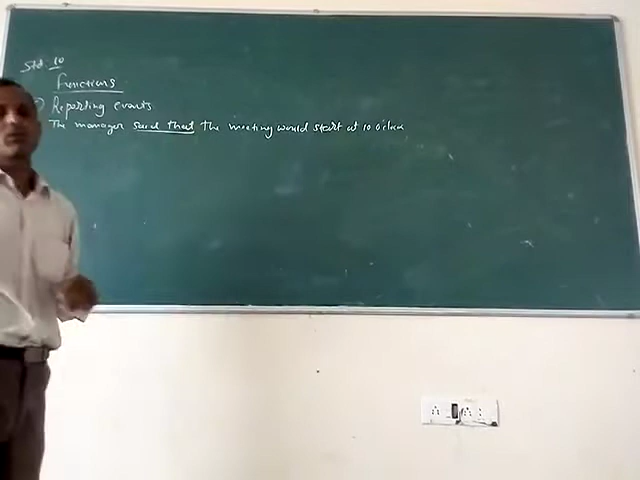 Std: 10
Functions
Reporting events
The manager said that the meeting would start at 10 o'clock